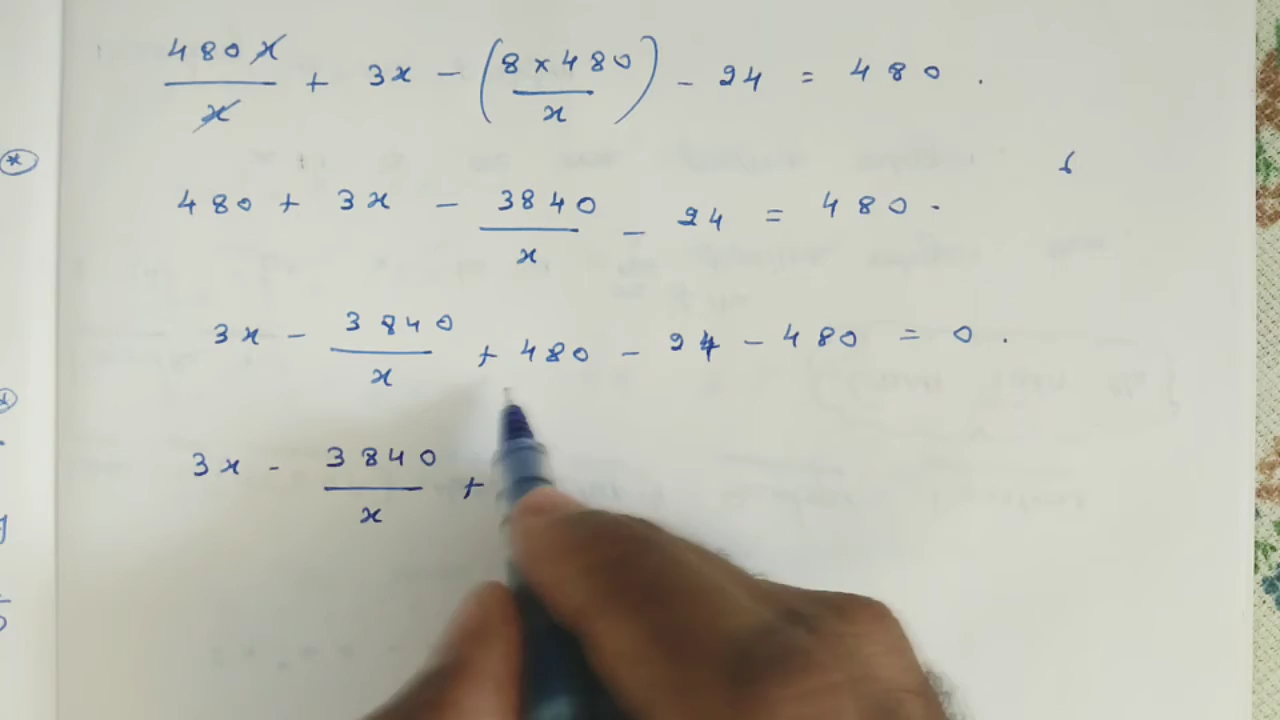 480x/x + 3x - (8 × 480/x) - 24 = 480 .
480 + 3x - 3840/x - 24 = 480 .
3x - 3840/x + 480 - 24 - 480 = 0 .
3x - 3840/x +